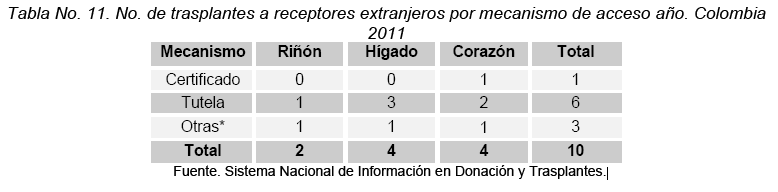 Tabla No. 11. No. de trasplantes a receptores extranjeros por mecanismo de acceso año. Colombia
2011
Mecanismo Riñón Hígado Corazón Total
Certificado 0 0 1 1
Tutela 1 3 2 6
Otras* 1 1 1 3
Total 2 4 4 10
Fuente. Sistema Nacional de Información en Donación y Trasplantes.